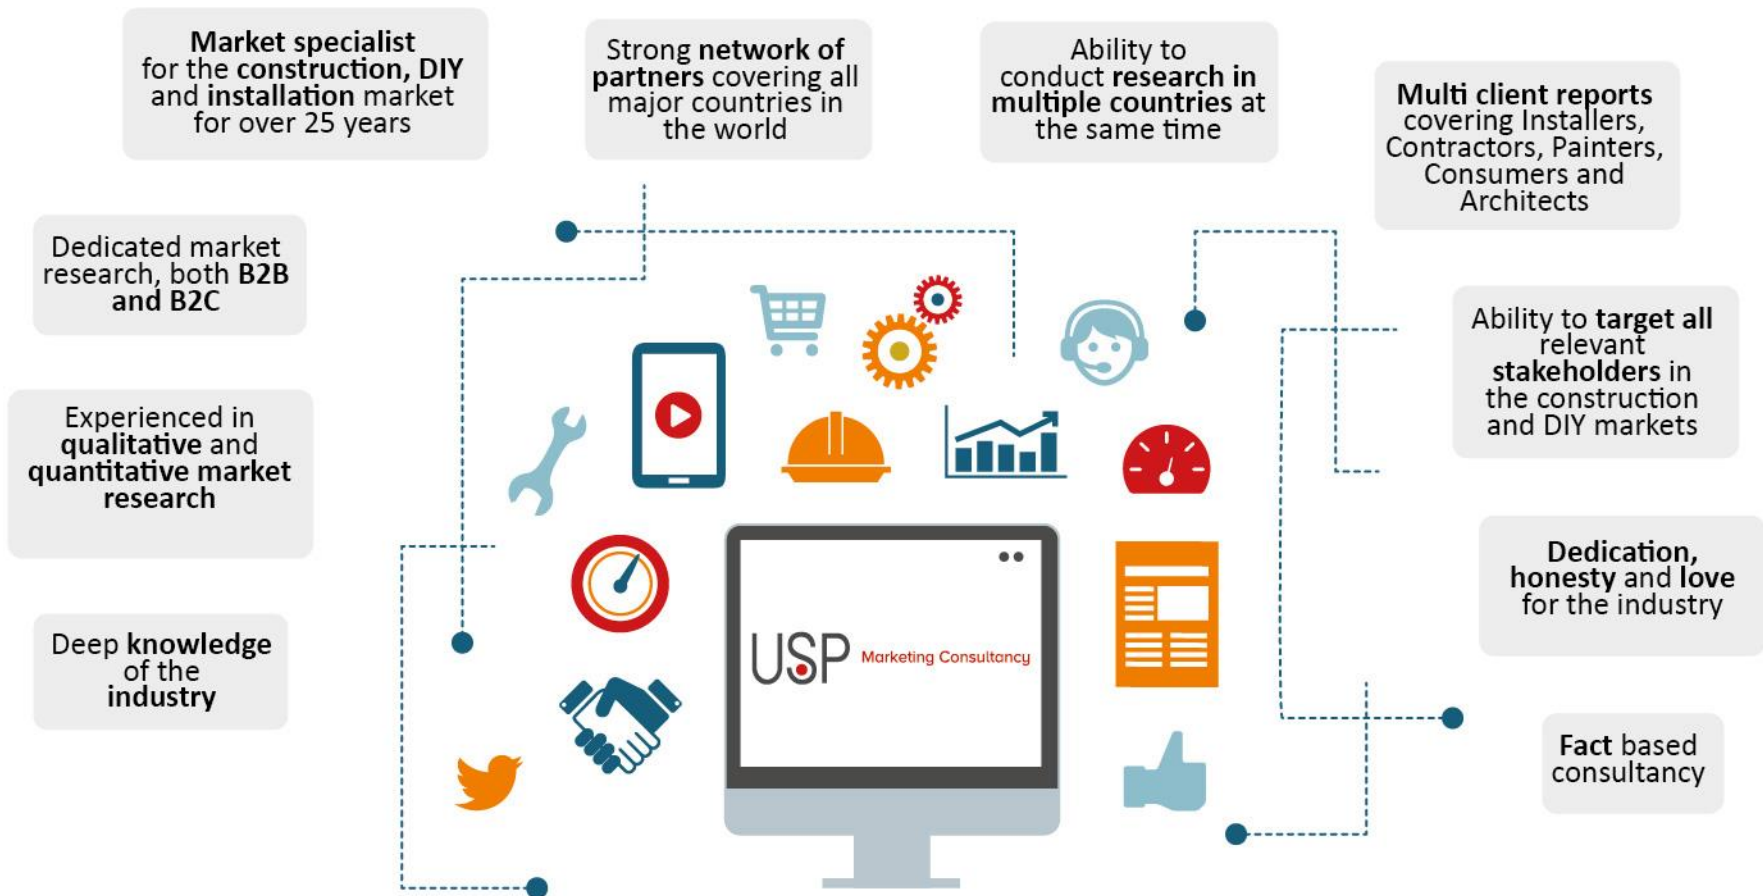 Market specialist
for the construction, DIY
and installation market
for over 25 years
Strong network of
partners covering all
major countries in
the world
Ability to
conduct research in
multiple countries at
the same time
Multi client reports
covering Installers,
Contractors, Painters,
Consumers and
Architects
Dedicated market
research, both B2B
and B2C
Ability to target all
relevant
stakeholders in
the construction
and DIY markets
Experienced in
qualitative and
quantitative market
research
Dedication,
honesty and love
for the industry
Deep knowledge
of the
industry
USP Marketing Consultancy
Fact based
consultancy